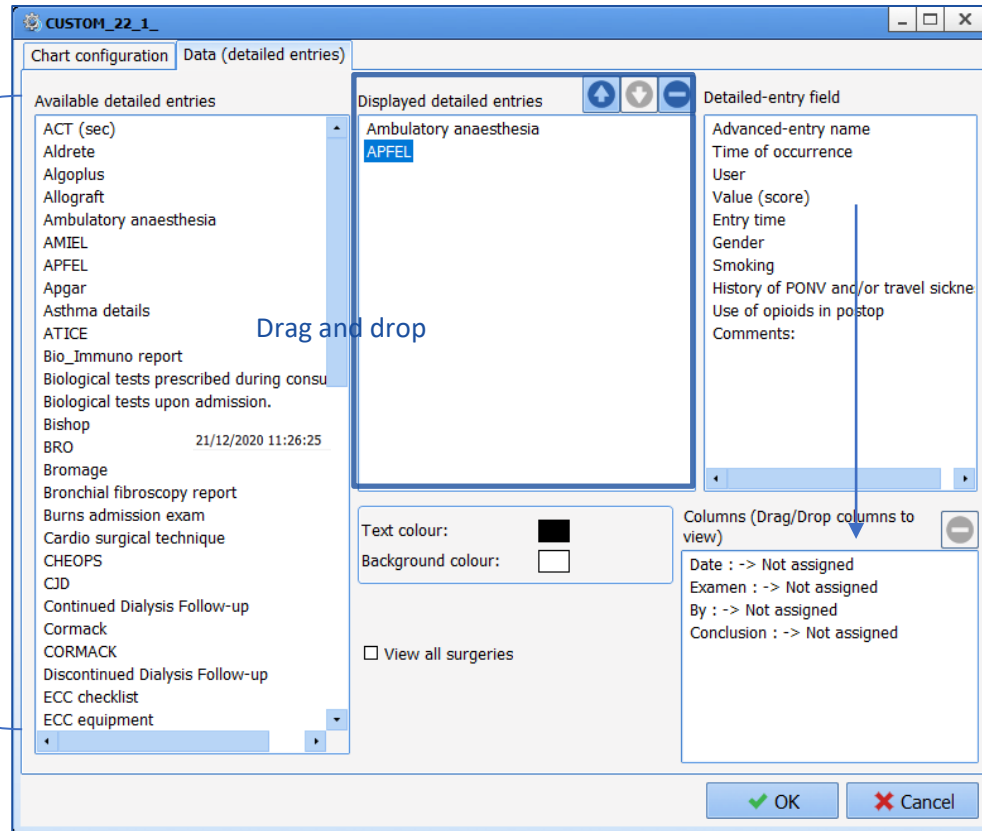 CUSTOM_22_1_
Chart configuration
Data (detailed entries)
Available detailed entries
ACT (sec)
Aldrete
Algoplus
Allograft
Ambulatory anaesthesia
AMIEL
APFEL
Apgar
Asthma details
ATICE
Bio_Immuno report
Biological tests prescribed during consu
Biological tests upon admission.
Bishop
BRO
Bromage
Bronchial fibroscopy report
Burns admission exam
Cardio surgical technique
CHEOPS
CJD
Continued Dialysis Follow-up
Cormack
CORMACK
Discontinued Dialysis Follow-up
ECC checklist
ECC equipment
21/12/2020 11:26:25
Drag and drop
Displayed detailed entries
Ambulatory anaesthesia
APFEL
Text colour:
Background colour:
View all surgeries
Detailed-entry field
Advanced-entry name
Time of occurrence
User
Value (score)
Entry time
Gender
Smoking
History of PONV and/or travel sickne
Use of opioids in postop
Comments:
Columns (Drag/Drop columns to
view)
Date : -> Not assigned
Examen : -> Not assigned
By : -> Not assigned
Conclusion : -> Not assigned
OK
Cancel